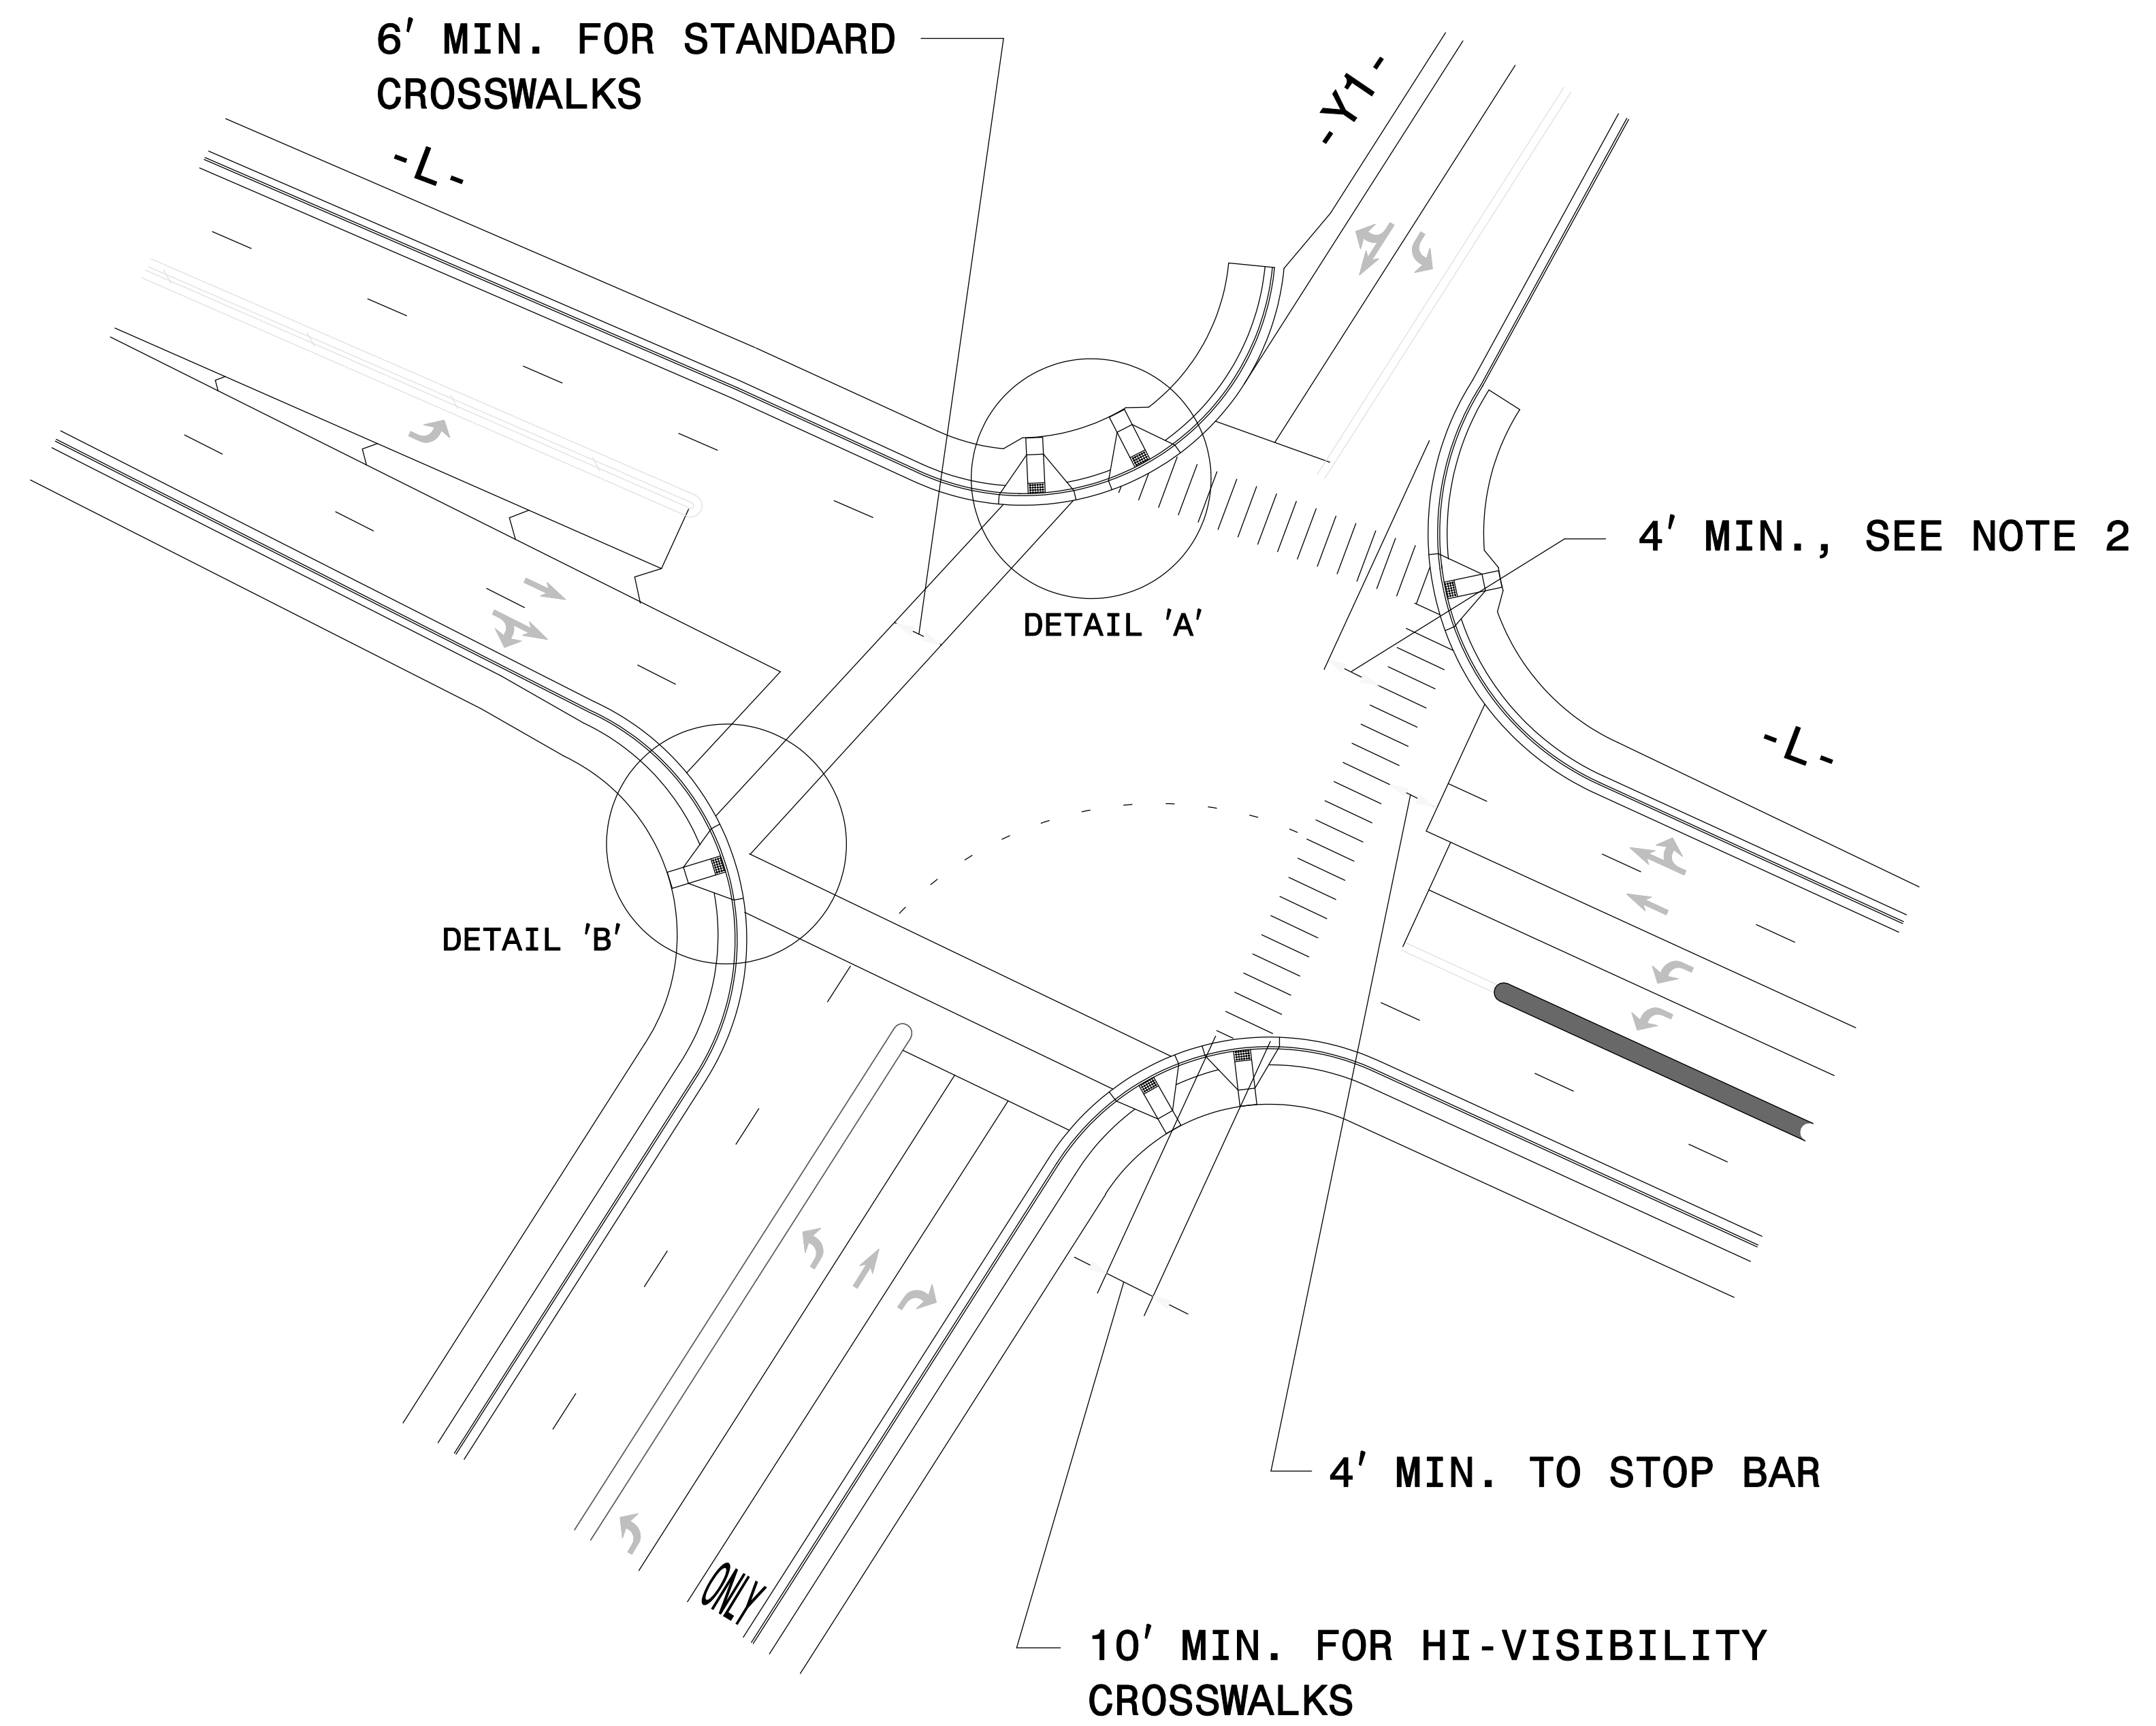 6' MIN. FOR STANDARD
CROSSWALKS
-Y1-
-L-
4' MIN., SEE NOTE 2
DETAIL 'A'
-L-
DETAIL 'B'
4' MIN. TO STOP BAR
ONLY
10' MIN. FOR HI-VISIBILITY
CROSSWALKS